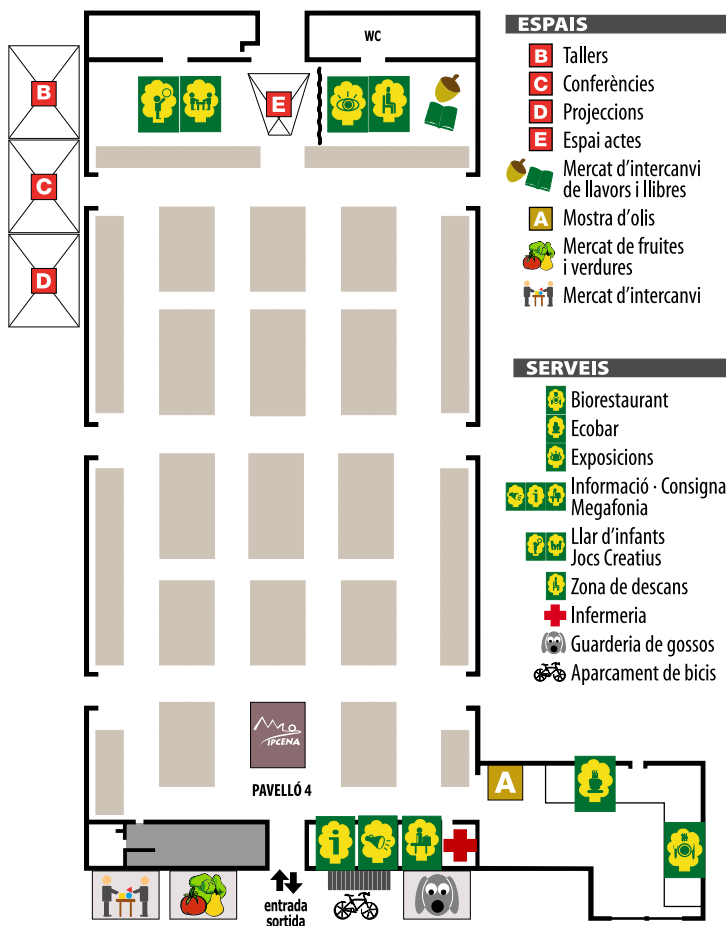 WC
B
C
D
E
IPCENA
PAVELLÓ 4
A
i
entrada
sortida
ESPAIS
B Tallers
C Conferències
D Projeccions
E Espai actes
Mercat d'intercanvi
de llavors i llibres
A Mostra d'olis
Mercat de fruites
i verdures
Mercat d'intercanvi
SERVEIS
Biorestaurant
Ecobar
Exposicions
i Informació · Consigna
Megafonia
Llar d'infants
Jocs Creatius
Zona de descans
Infermeria
Guarderia de gossos
Aparcament de bicis